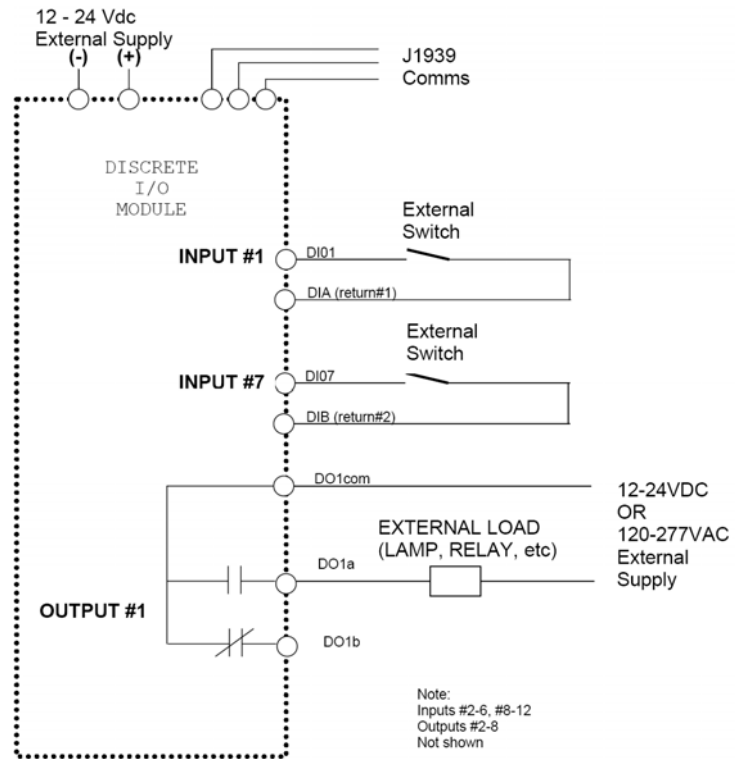 12 - 24 Vdc
External Supply
(-) (+)
J1939
Comms
DISCRETE
I/O
MODULE
External
Switch
INPUT #1
DI01
DIA (return#1)
External
Switch
INPUT #7
DI07
DIB (return#2)
DO1com
12-24VDC
OR
120-277VAC
External
Supply
EXTERNAL LOAD
(LAMP, RELAY, etc)
DO1a
OUTPUT #1
DO1b
Note:
Inputs #2-6, #8-12
Outputs #2-8
Not shown